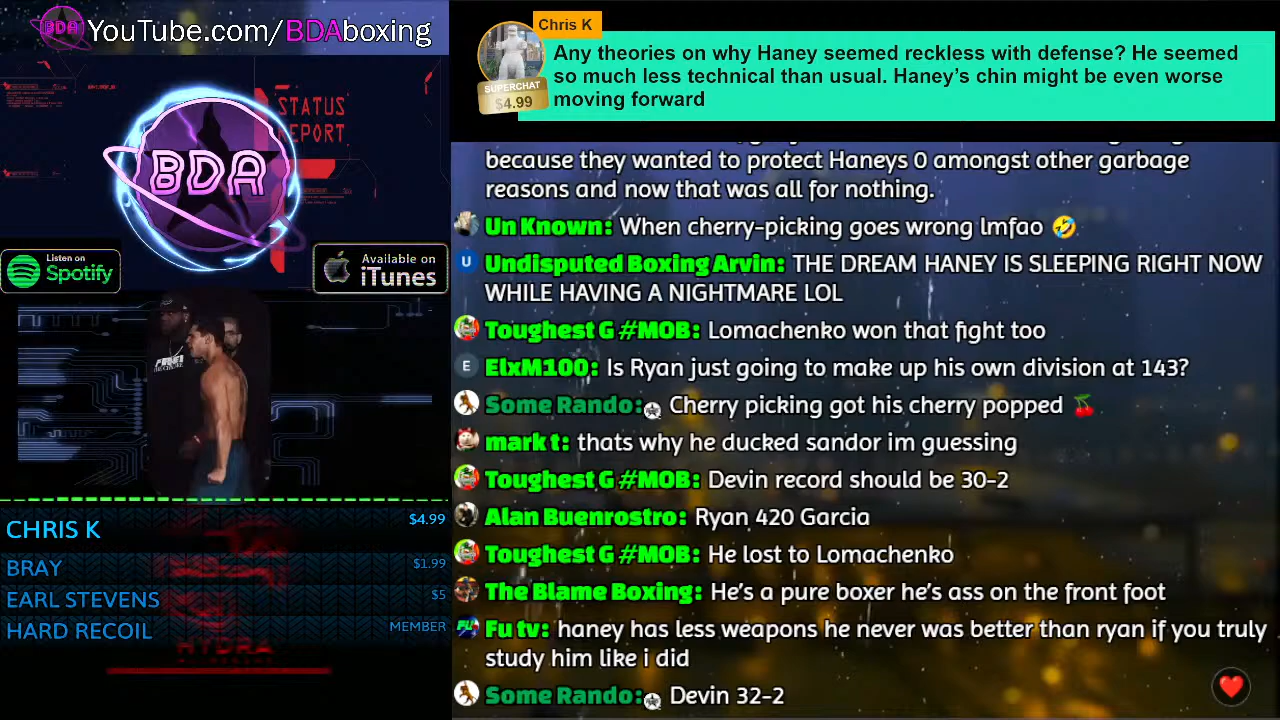 YouTube.com/BDAboxing
STATUS
REPORT
BDA
Listen on
Spotify
Available on
iTunes
CHRIS K $4.99
BRAY $1.99
EARL STEVENS $5
HARD RECOIL MEMBER
HYDRA
Chris K
SUPERCHAT
$4.99
Any theories on why Haney seemed reckless with defense? He seemed
so much less technical than usual. Haney's chin might be even worse
moving forward
because they wanted to protect Haneys 0 amongst other garbage
reasons and now that was all for nothing.
Un Known: When cherry-picking goes wrong lmfao 🤣
Undisputed Boxing Arvin: THE DREAM HANEY IS SLEEPING RIGHT NOW
WHILE HAVING A NIGHTMARE LOL
Toughest G #MOB: Lomachenko won that fight too
ElxM100: Is Ryan just going to make up his own division at 143?
Some Rando: Cherry picking got his cherry popped 🍒
mark t: thats why he ducked sandor im guessing
Toughest G #MOB: Devin record should be 30-2
Alan Buenrostro: Ryan 420 Garcia
Toughest G #MOB: He lost to Lomachenko
The Blame Boxing: He's a pure boxer he's ass on the front foot
Fu tv: haney has less weapons he never was better than ryan if you truly
study him like i did
Some Rando: Devin 32-2